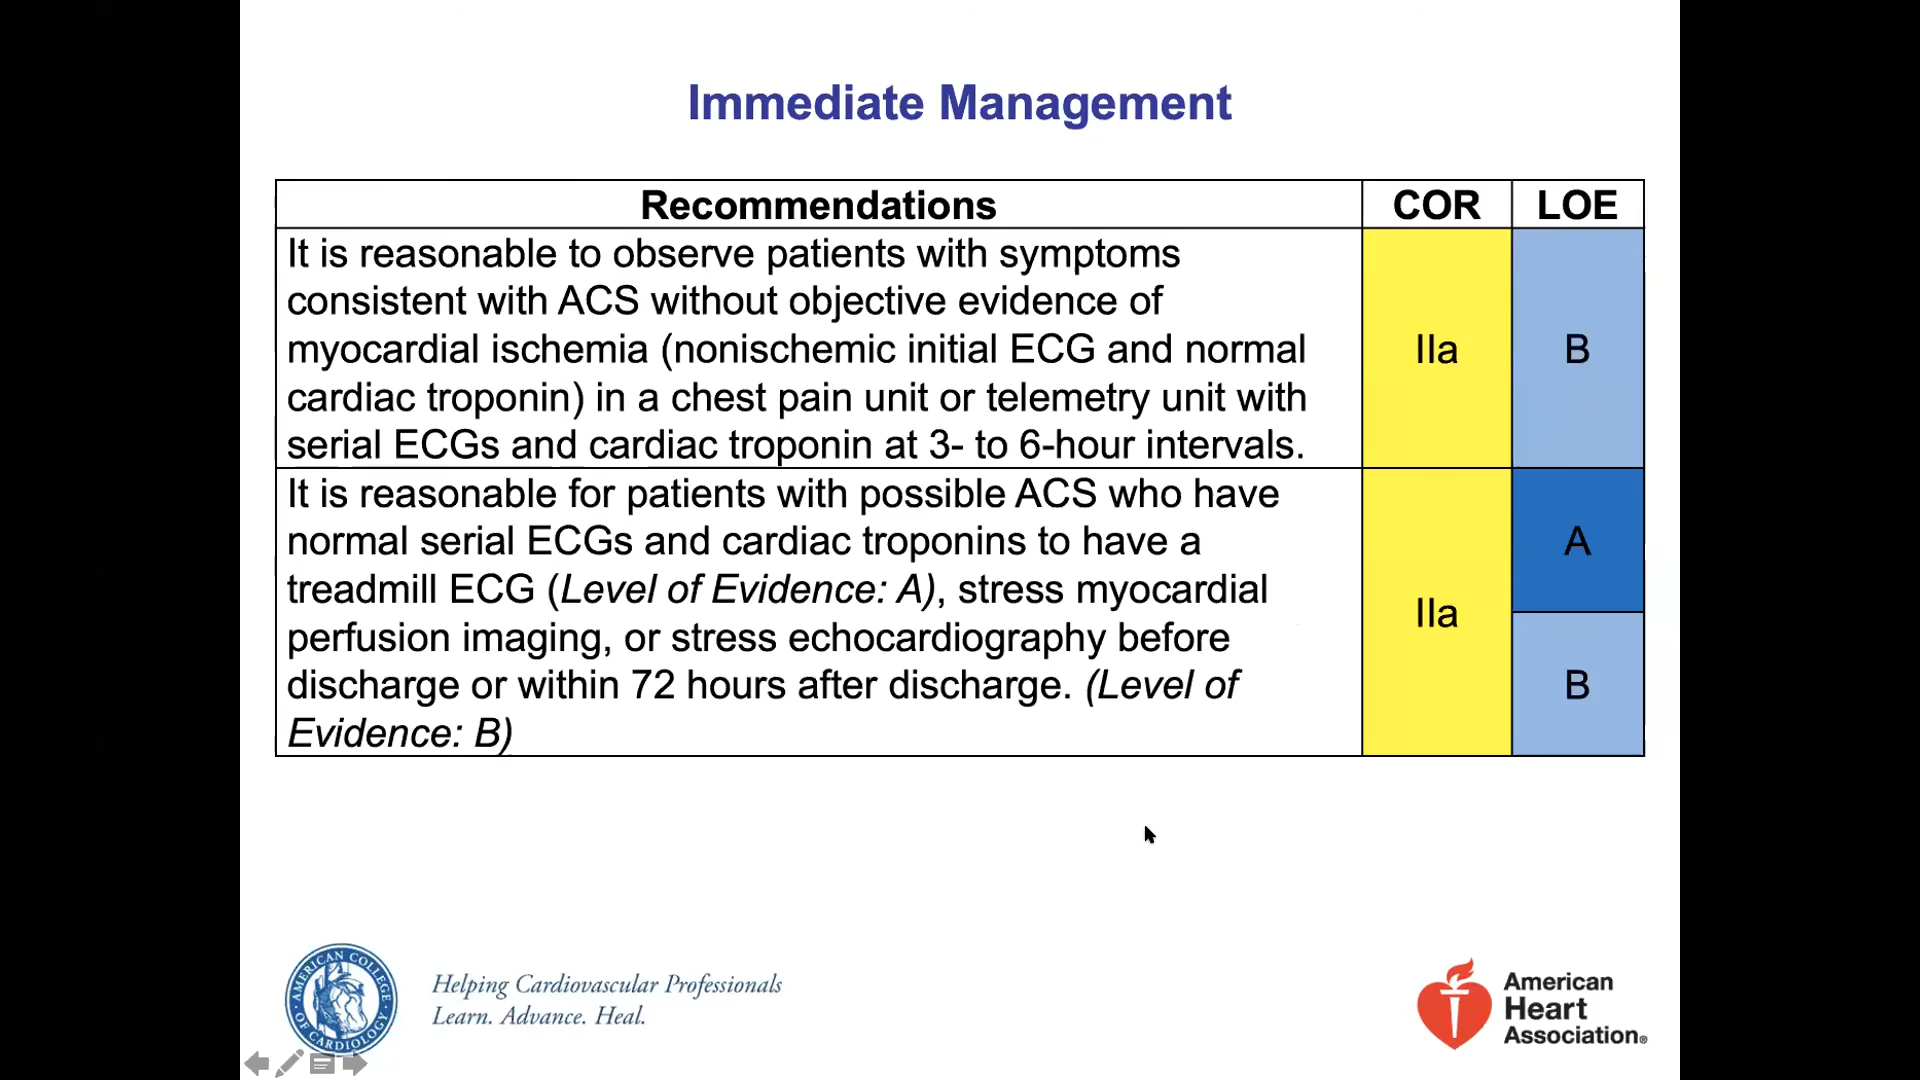 Immediate Management
Recommendations COR LOE
It is reasonable to observe patients with symptoms
consistent with ACS without objective evidence of
myocardial ischemia (nonischemic initial ECG and normal
cardiac troponin) in a chest pain unit or telemetry unit with
serial ECGs and cardiac troponin at 3- to 6-hour intervals.
IIa
B
It is reasonable for patients with possible ACS who have
normal serial ECGs and cardiac troponins to have a
treadmill ECG (Level of Evidence: A), stress myocardial
perfusion imaging, or stress echocardiography before
discharge or within 72 hours after discharge. (Level of
Evidence: B)
IIa
A
B
AMERICAN COLLEGE OF CARDIOLOGY
Helping Cardiovascular Professionals
Learn. Advance. Heal.
American
Heart
Association®